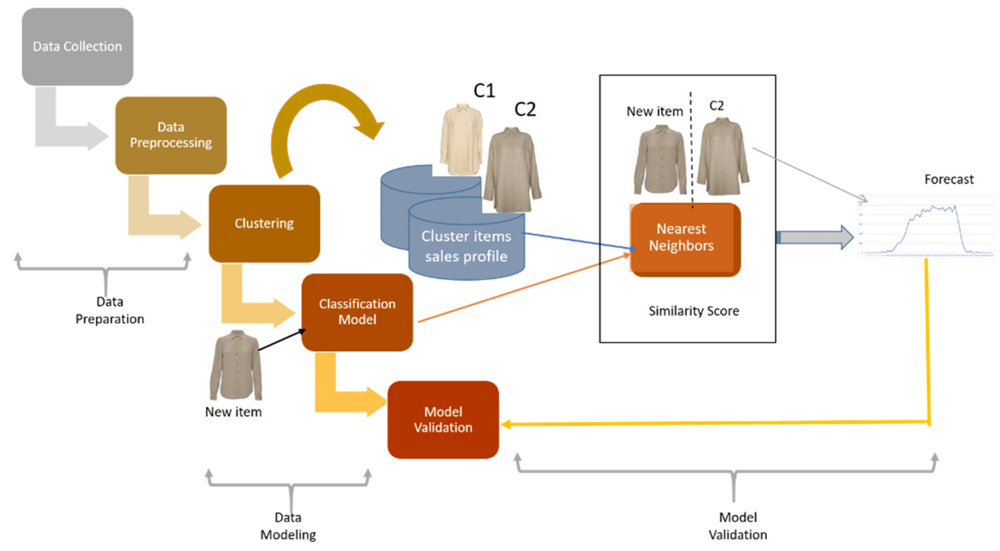 Data Collection
Data
Preprocessing
Clustering
Data
Preparation
Classification
Model
New item
Model
Validation
Data
Modeling
C1
C2
Cluster items
sales profile
New item
C2
Nearest
Neighbors
Similarity Score
Forecast
Model
Validation